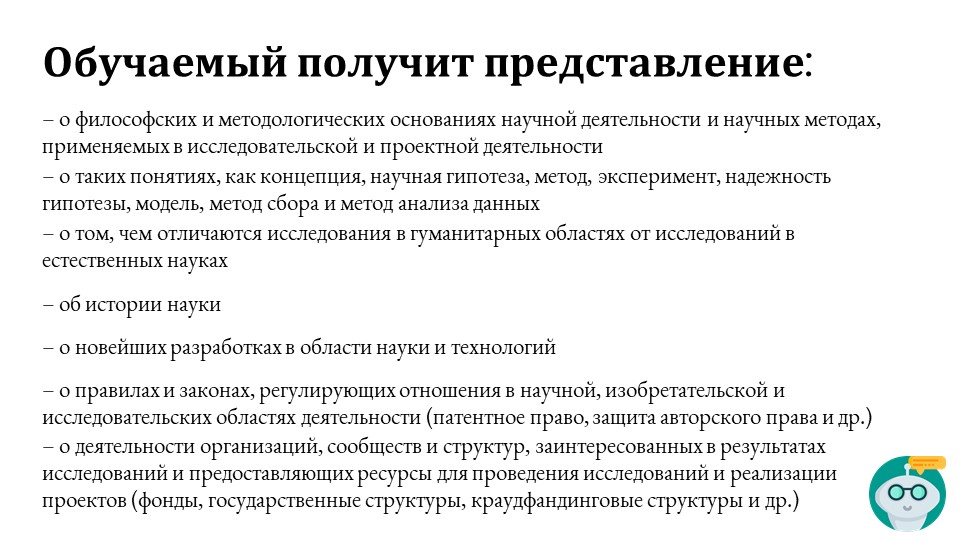 Обучаемый получит представление:
– о философских и методологических основаниях научной деятельности и научных методах,
применяемых в исследовательской и проектной деятельности
– о таких понятиях, как концепция, научная гипотеза, метод, эксперимент, надежность
гипотезы, модель, метод сбора и метод анализа данных
– о том, чем отличаются исследования в гуманитарных областях от исследований в
естественных науках
– об истории науки
– о новейших разработках в области науки и технологий
– о правилах и законах, регулирующих отношения в научной, изобретательской и
исследовательских областях деятельности (патентное право, защита авторского права и др.)
– о деятельности организаций, сообществ и структур, заинтересованных в результатах
исследований и предоставляющих ресурсы для проведения исследований и реализации
проектов (фонды, государственные структуры, краудфандинговые структуры и др.)